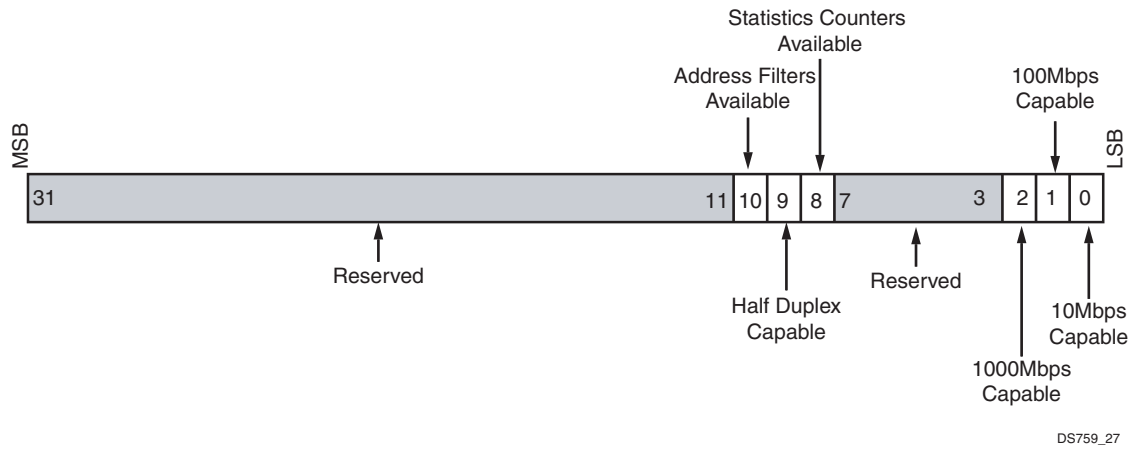 Statistics Counters
Available
Address Filters
Available
100Mbps
Capable
MSB
LSB
31
11
10
9
8
7
3
2
1
0
Reserved
Half Duplex
Capable
Reserved
1000Mbps
Capable
10Mbps
Capable
DS759_27